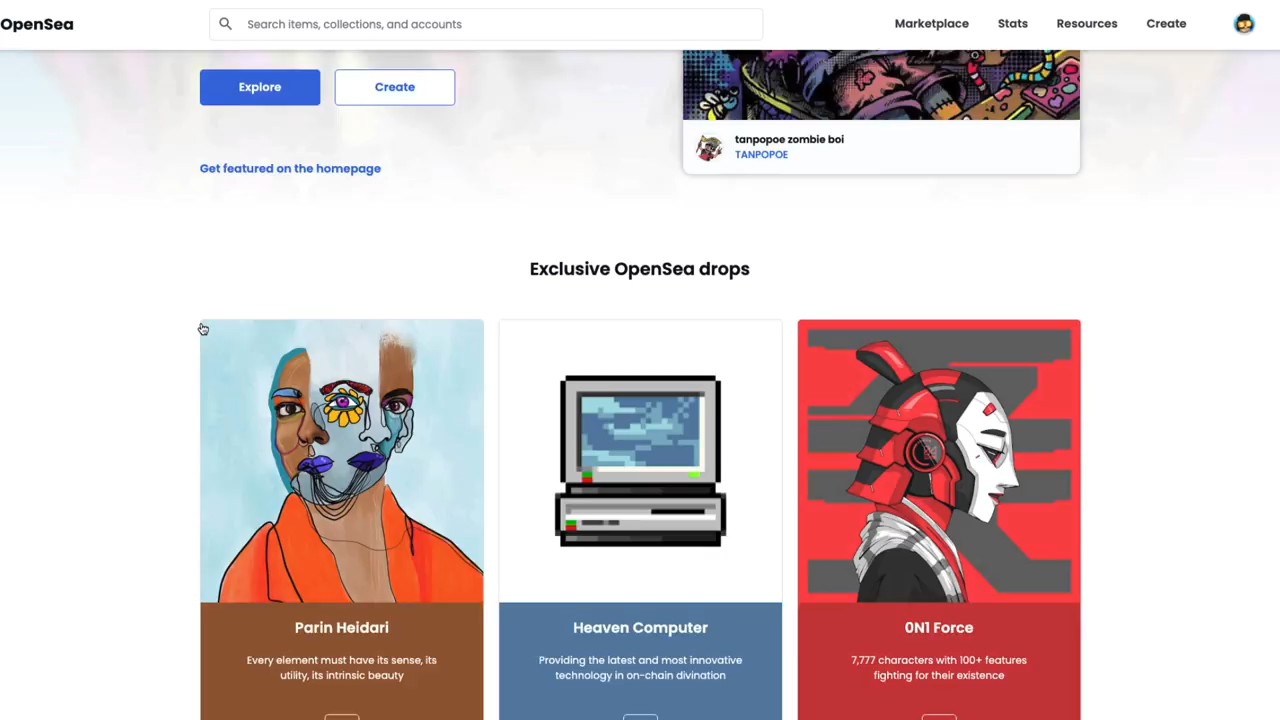 OpenSea
Search items, collections, and accounts
Marketplace
Stats
Resources
Create
Explore
Create
tanpopoe zombie boi
TANPOPOE
Get featured on the homepage
Exclusive OpenSea drops
Parin Heidari
Every element must have its sense, its
utility, its intrinsic beauty
Heaven Computer
Providing the latest and most innovative
technology in on-chain divination
0N1 Force
7,777 characters with 100+ features
fighting for their existence